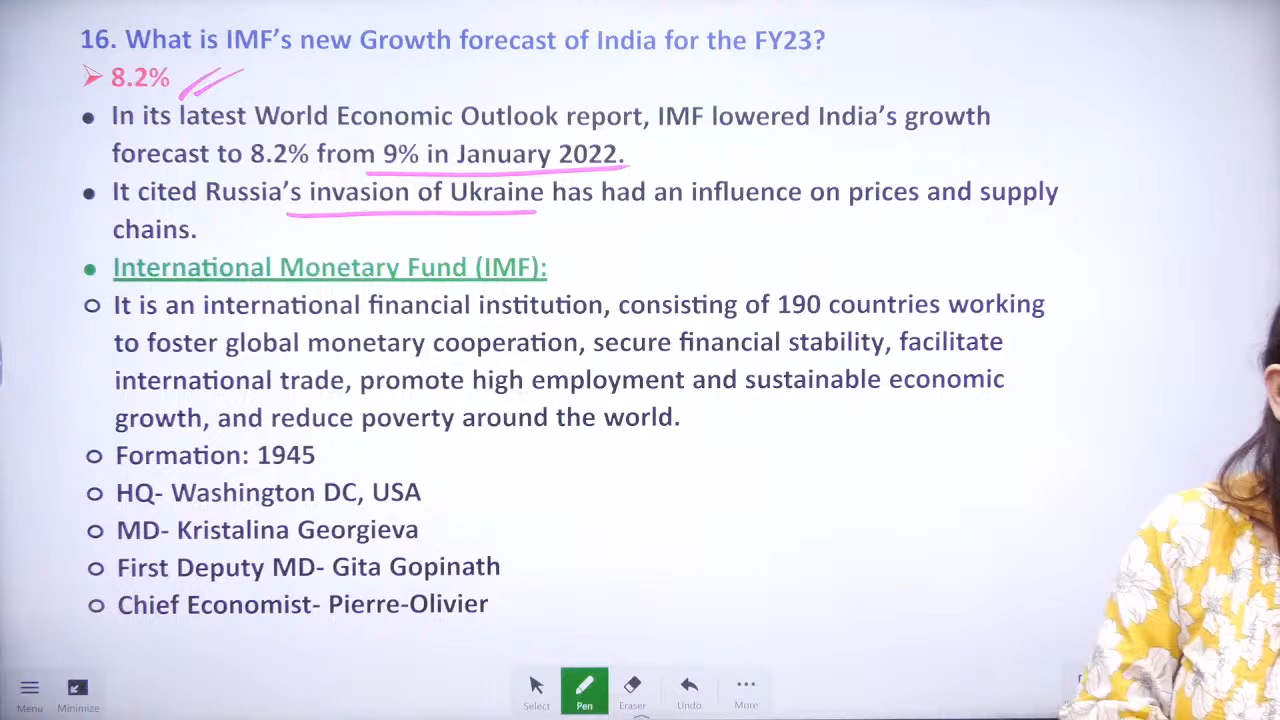 16. What is IMF's new Growth forecast of India for the FY23?
➢ 8.2%
● In its latest World Economic Outlook report, IMF lowered India's growth
forecast to 8.2% from 9% in January 2022.
● It cited Russia's invasion of Ukraine has had an influence on prices and supply
chains.
● International Monetary Fund (IMF):
○ It is an international financial institution, consisting of 190 countries working
to foster global monetary cooperation, secure financial stability, facilitate
international trade, promote high employment and sustainable economic
growth, and reduce poverty around the world.
○ Formation: 1945
○ HQ- Washington DC, USA
○ MD- Kristalina Georgieva
○ First Deputy MD- Gita Gopinath
○ Chief Economist- Pierre-Olivier
Menu Minimize Select Pen Eraser Undo More